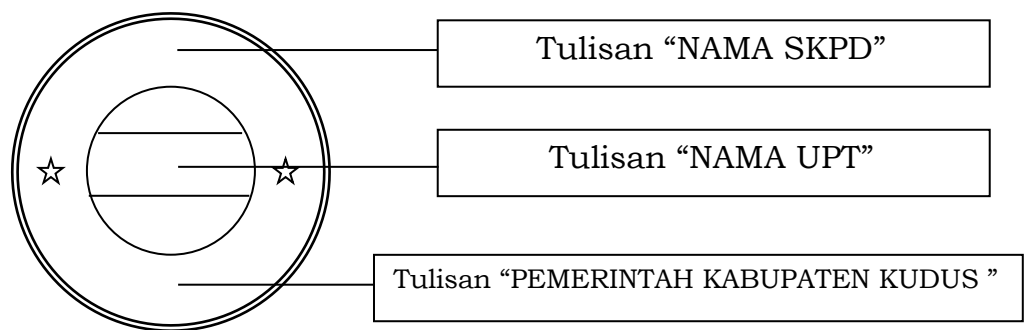 Tulisan “NAMA SKPD”
Tulisan “NAMA UPT”
Tulisan “PEMERINTAH KABUPATEN KUDUS ”